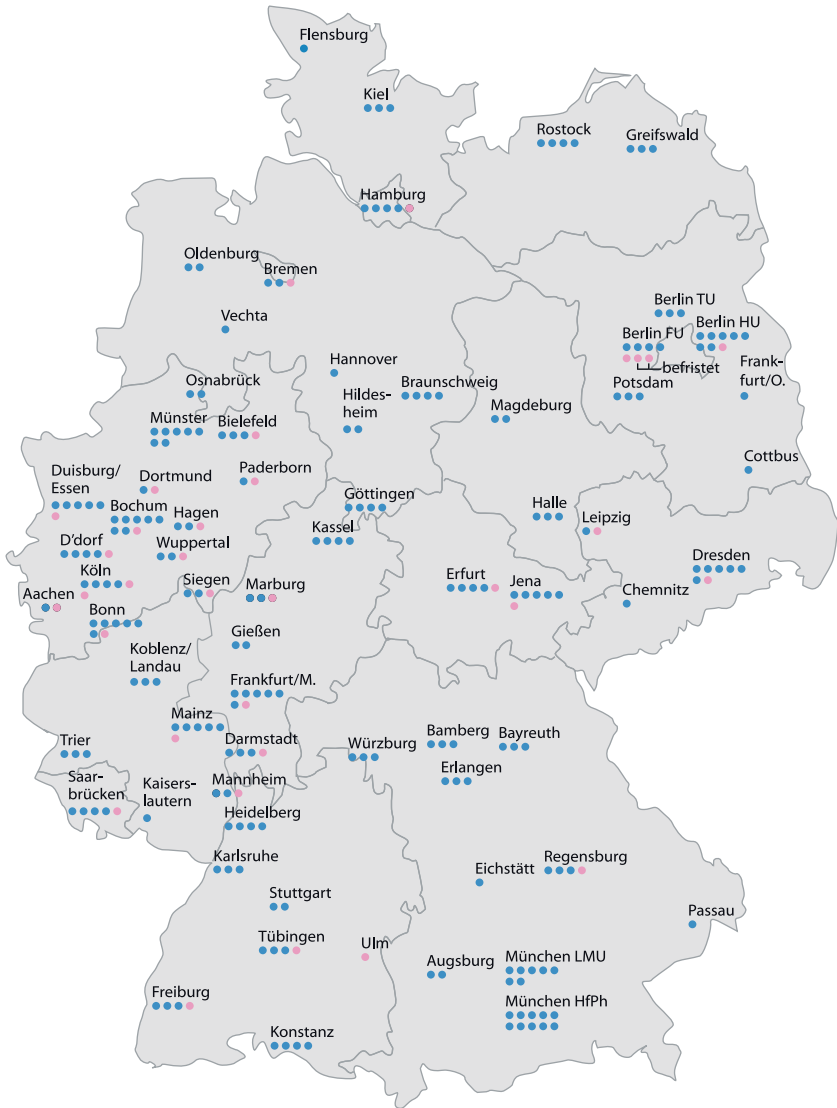 Flensburg
Kiel
Rostock
Greifswald
Hamburg
Oldenburg
Bremen
Vechta
Berlin TU
Berlin FU
Berlin HU
befristet
Potsdam
Frank-
furt/O.
Hannover
Osnabrück
Hildes-
heim
Braunschweig
Magdeburg
Münster
Bielefeld
Cottbus
Duisburg/
Essen
Dortmund
Paderborn
Göttingen
Bochum
Hagen
Halle
Leipzig
D'dorf
Wuppertal
Kassel
Dresden
Köln
Siegen
Marburg
Erfurt
Jena
Chemnitz
Aachen
Bonn
Gießen
Koblenz/
Landau
Frankfurt/M.
Mainz
Darmstadt
Trier
Würzburg
Bamberg
Bayreuth
Erlangen
Saar-
brücken
Kaisers-
lautern
Mannheim
Heidelberg
Karlsruhe
Eichstätt
Regensburg
Stuttgart
Passau
Tübingen
Ulm
Augsburg
München LMU
München HfPh
Freiburg
Konstanz